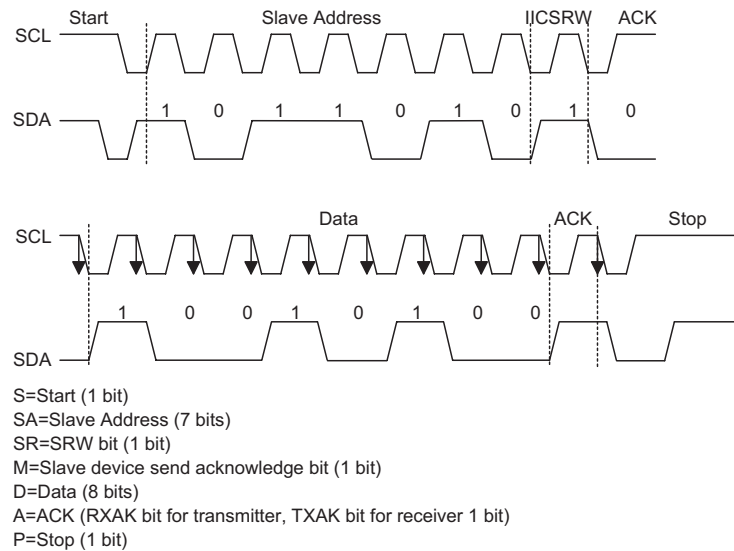 Start Slave Address IICSRW ACK
SCL
SDA 1 0 1 1 0 1 0 1 0
Data ACK Stop
SCL
1 0 0 1 0 1 0 0
SDA
S=Start (1 bit)
SA=Slave Address (7 bits)
SR=SRW bit (1 bit)
M=Slave device send acknowledge bit (1 bit)
D=Data (8 bits)
A=ACK (RXAK bit for transmitter, TXAK bit for receiver 1 bit)
P=Stop (1 bit)